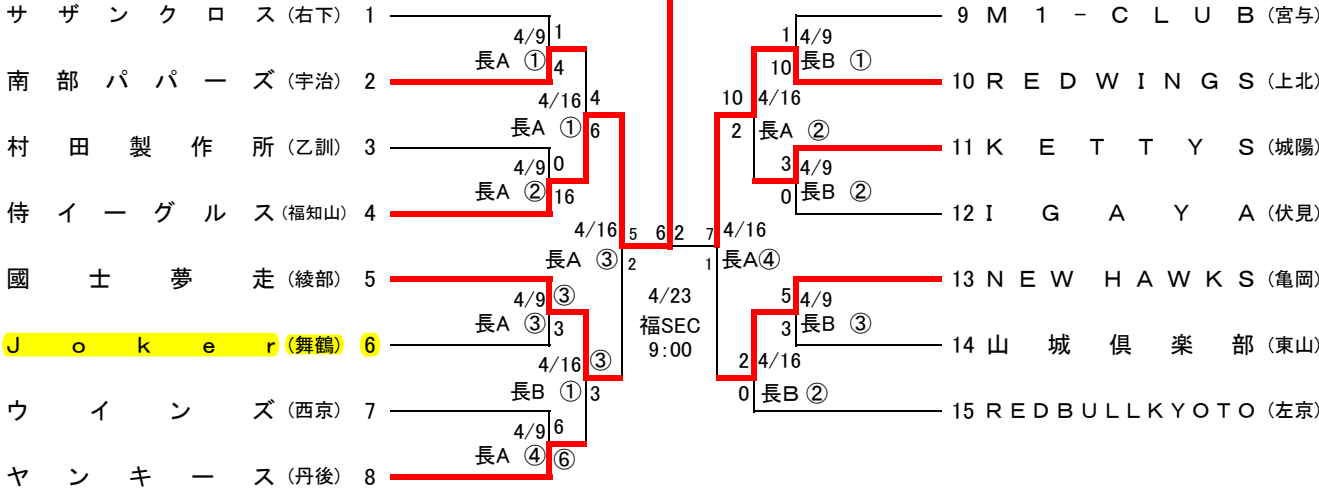 サザンクロス(右下) 1
9 M1-CLUB(宮与)
4/9 1
1 4/9
長A ① 4
10 長B ①
南部パパーズ(宇治) 2
10 REDWINGS(上北)
4/16 4
10 4/16
長A ① 6
2 長A ②
村田製作所(乙訓) 3
11 KETTYS(城陽)
4/9 0
3 4/9
長A ② 16
0 長B ②
侍イーグルス(福知山) 4
12 IGAYA(伏見)
4/16 5 6 2 7 4/16
長A ③ 2
1 長A④
國士夢走(綾部) 5
13 NEW HAWKS(亀岡)
4/9 ③
4/23
5 4/9
長A ③ 3
福SEC
3 長B ③
Joker(舞鶴) 6
9:00
14 山城倶楽部(東山)
4/16 ③
2 4/16
長B ① 3
0 長B ②
ウインズ(西京) 7
15 REDBULLKYOTO(左京)
4/9 6
長A ④ ⑥
ヤンキース(丹後) 8